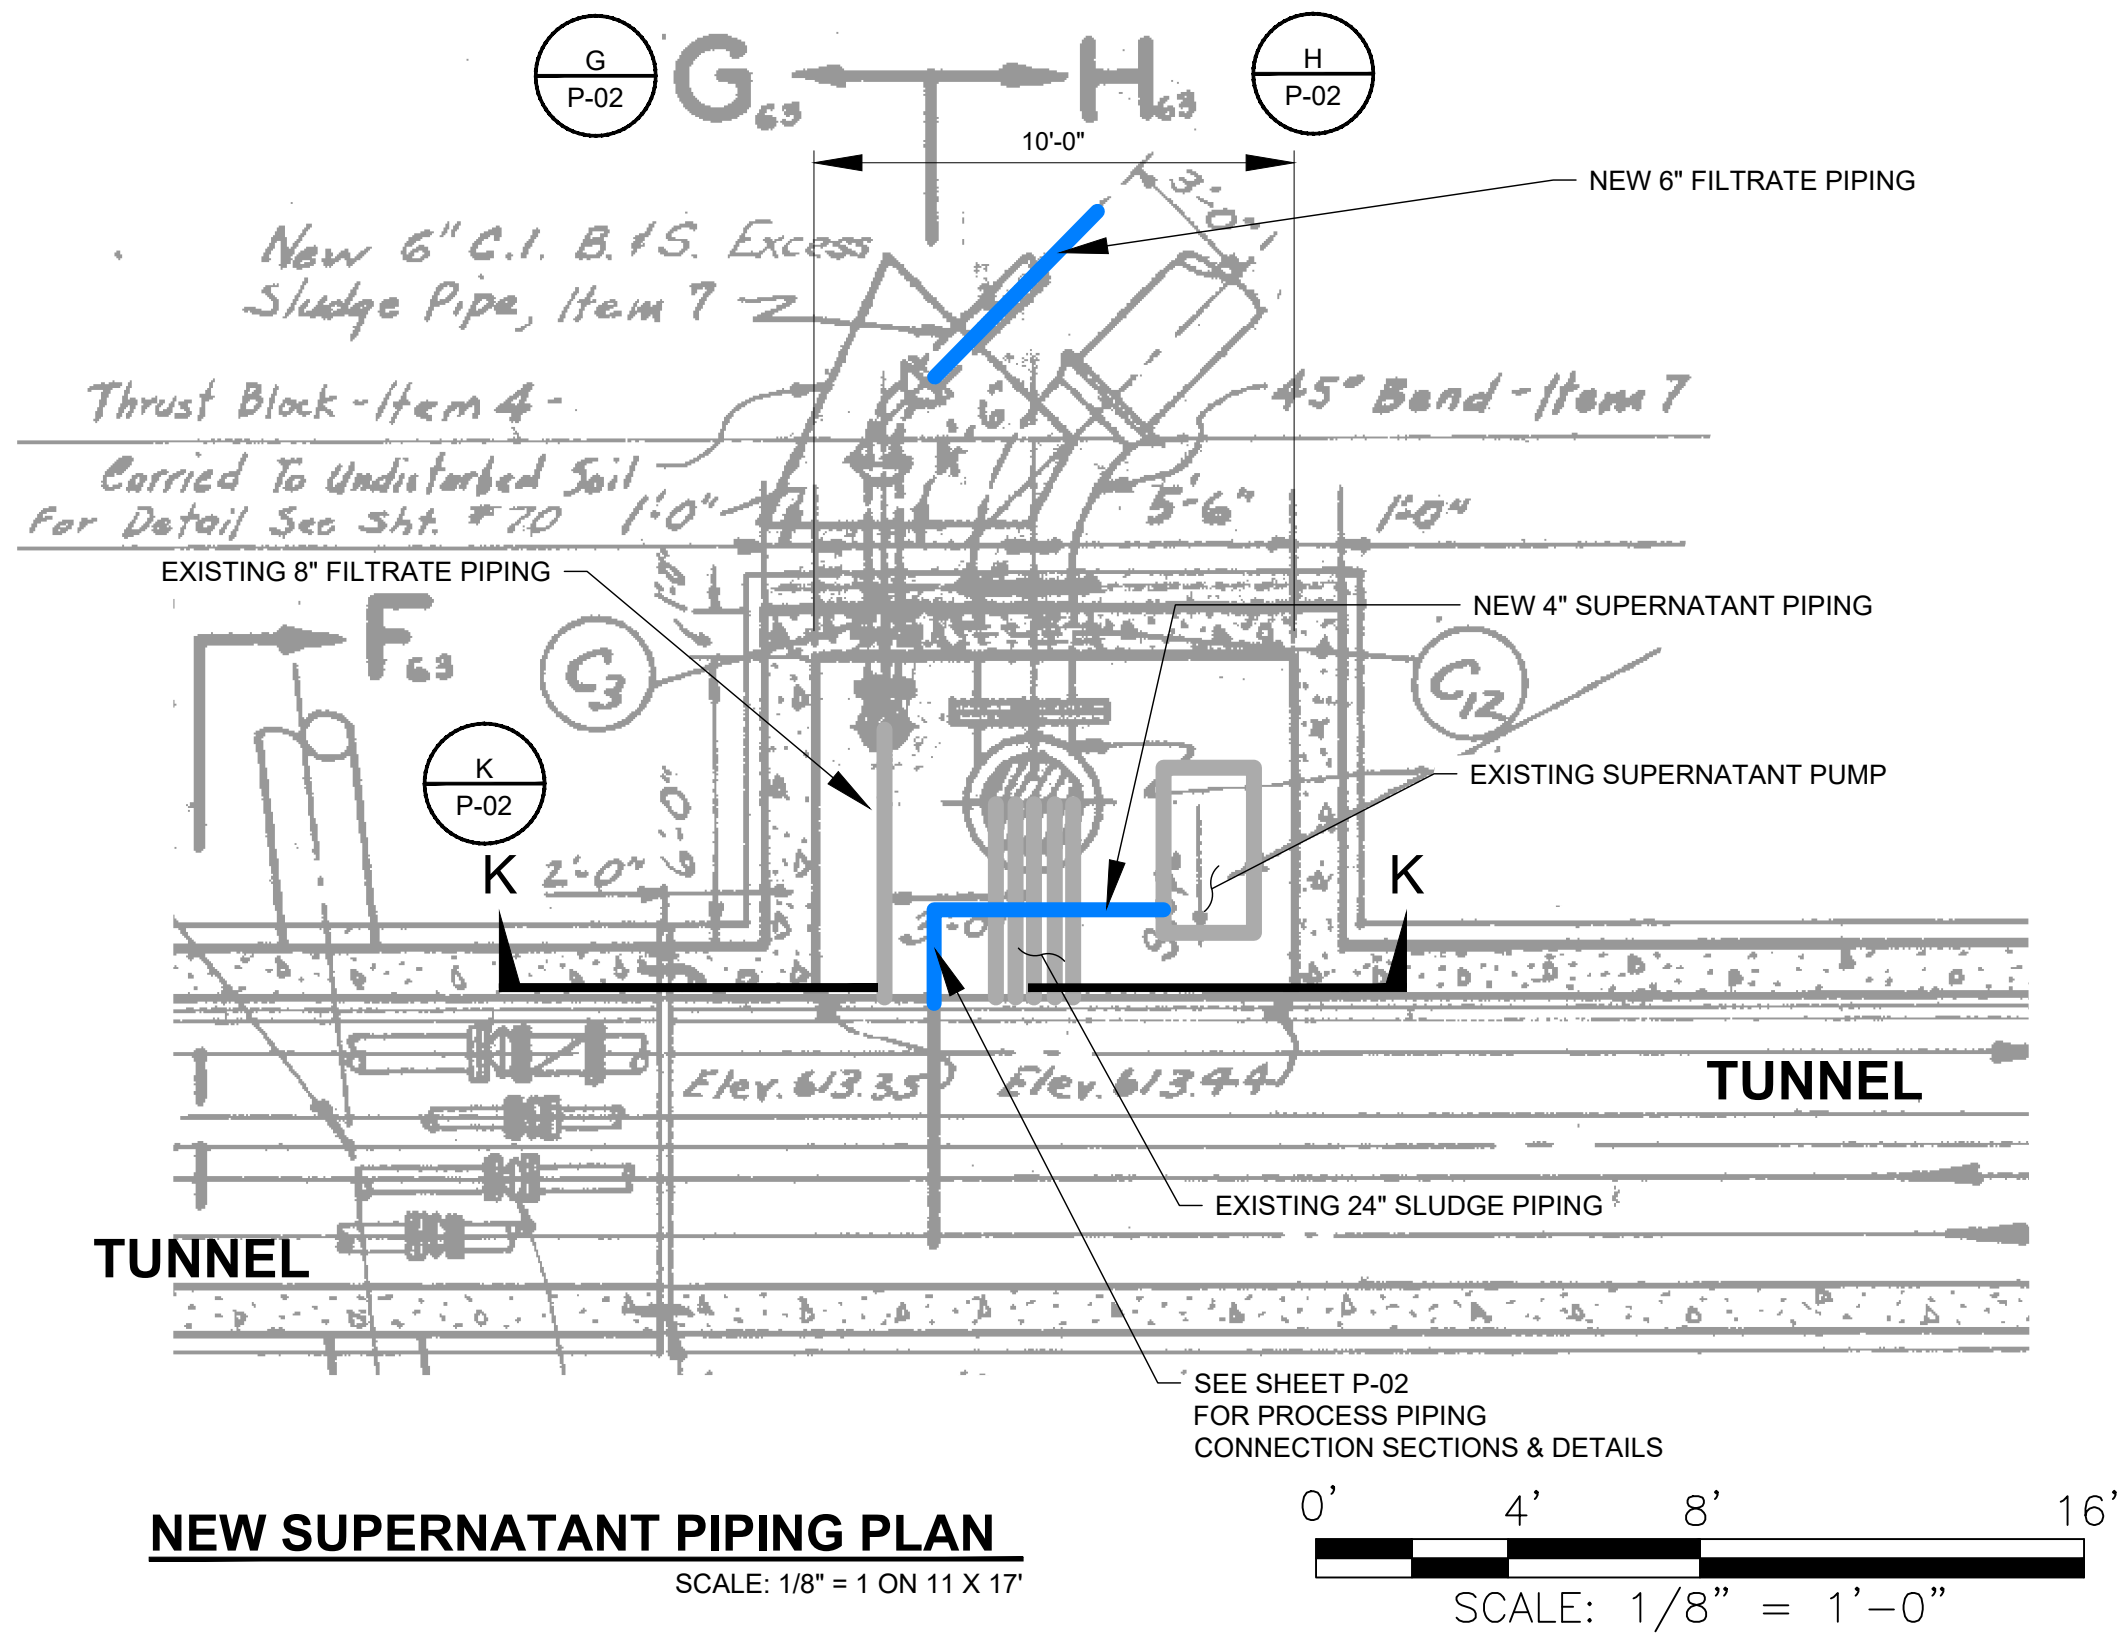 G
P-02
G63
H63
H
P-02
10'-0"
3'-0"
NEW 6" FILTRATE PIPING
New 6" C.I. B.&S. Excess
Sludge Pipe, Item 7
Thrust Block-Item 4-
45° Bend-Item 7
Carried To Undisturbed Soil
For Detail See Sht. #70
1'-0"
5'-6"
1'-0"
EXISTING 8" FILTRATE PIPING
NEW 4" SUPERNATANT PIPING
F63
C3
C12
K
P-02
EXISTING SUPERNATANT PUMP
6'-0"
2'-0"
K
K
3'-0
Elev. 613.35
Elev. 613.44
TUNNEL
EXISTING 24" SLUDGE PIPING
TUNNEL
SEE SHEET P-02
FOR PROCESS PIPING
CONNECTION SECTIONS & DETAILS
NEW SUPERNATANT PIPING PLAN
SCALE: 1/8" = 1 ON 11 X 17'
0' 4' 8' 16'
SCALE: 1/8" = 1'-0"